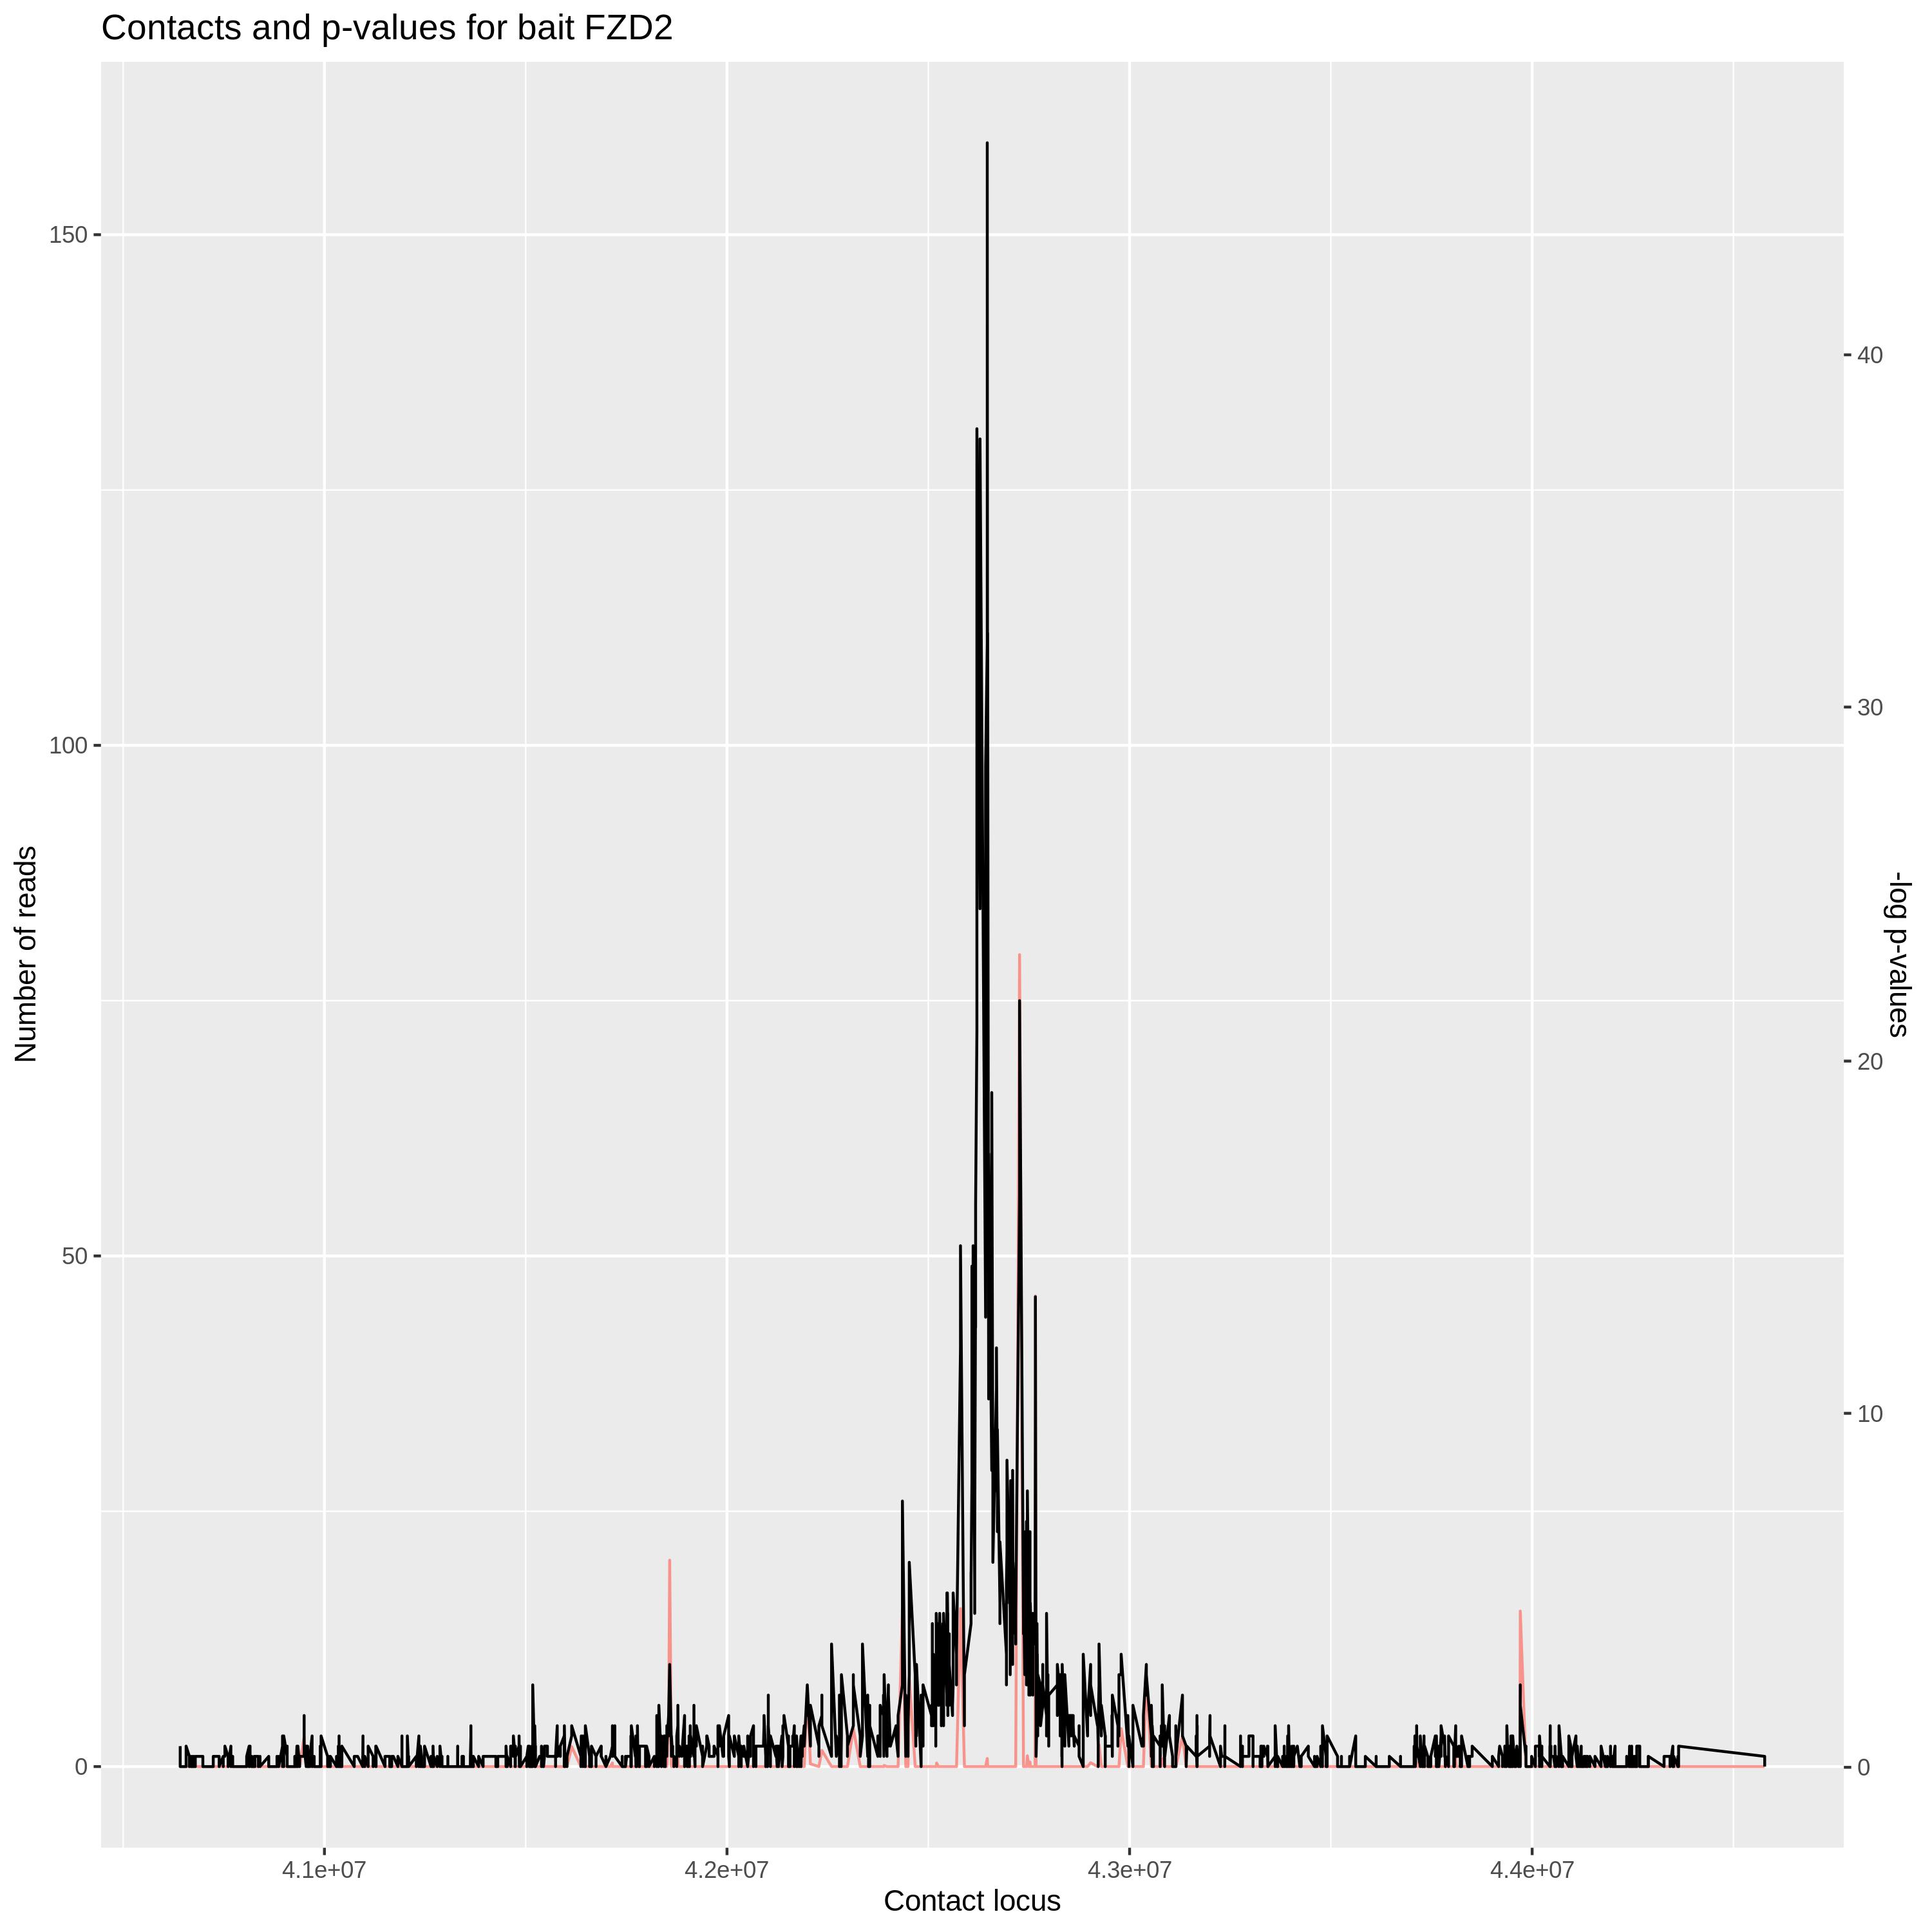 Contacts and p-values for bait FZD2
150
100
50
0
Number of reads
40
30
20
10
0
-log p-values
4.1e+07
4.2e+07
4.3e+07
4.4e+07
Contact locus